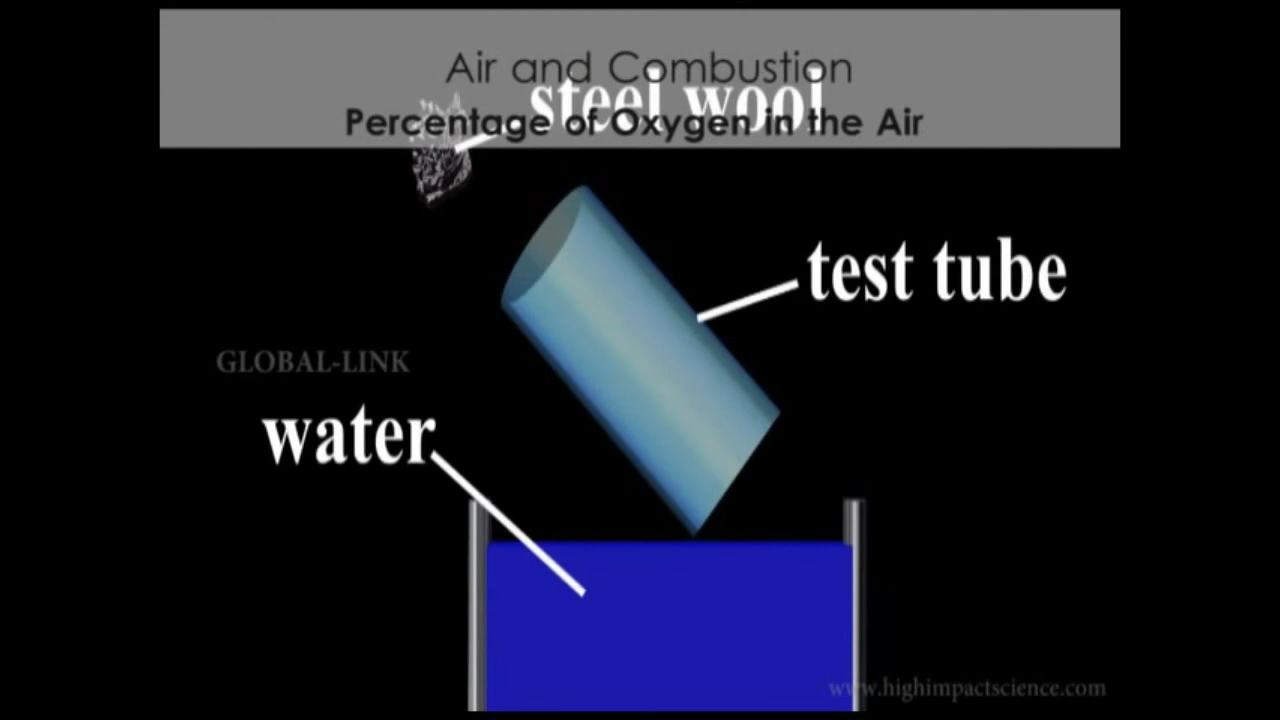 Air and Combustion
steel wool
Percentage of Oxygen in the Air
test tube
GLOBAL-LINK
water
www.highimpactscience.com